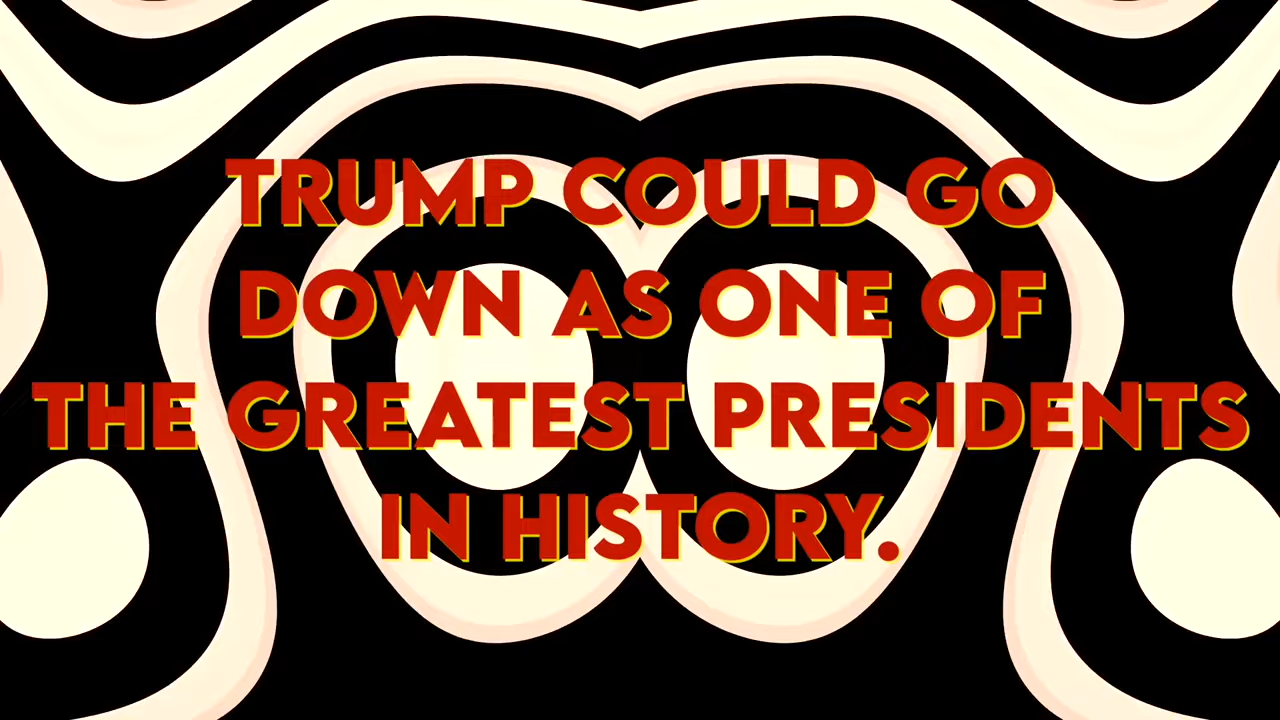 TRUMP COULD GO
DOWN AS ONE OF
THE GREATEST PRESIDENTS
IN HISTORY.